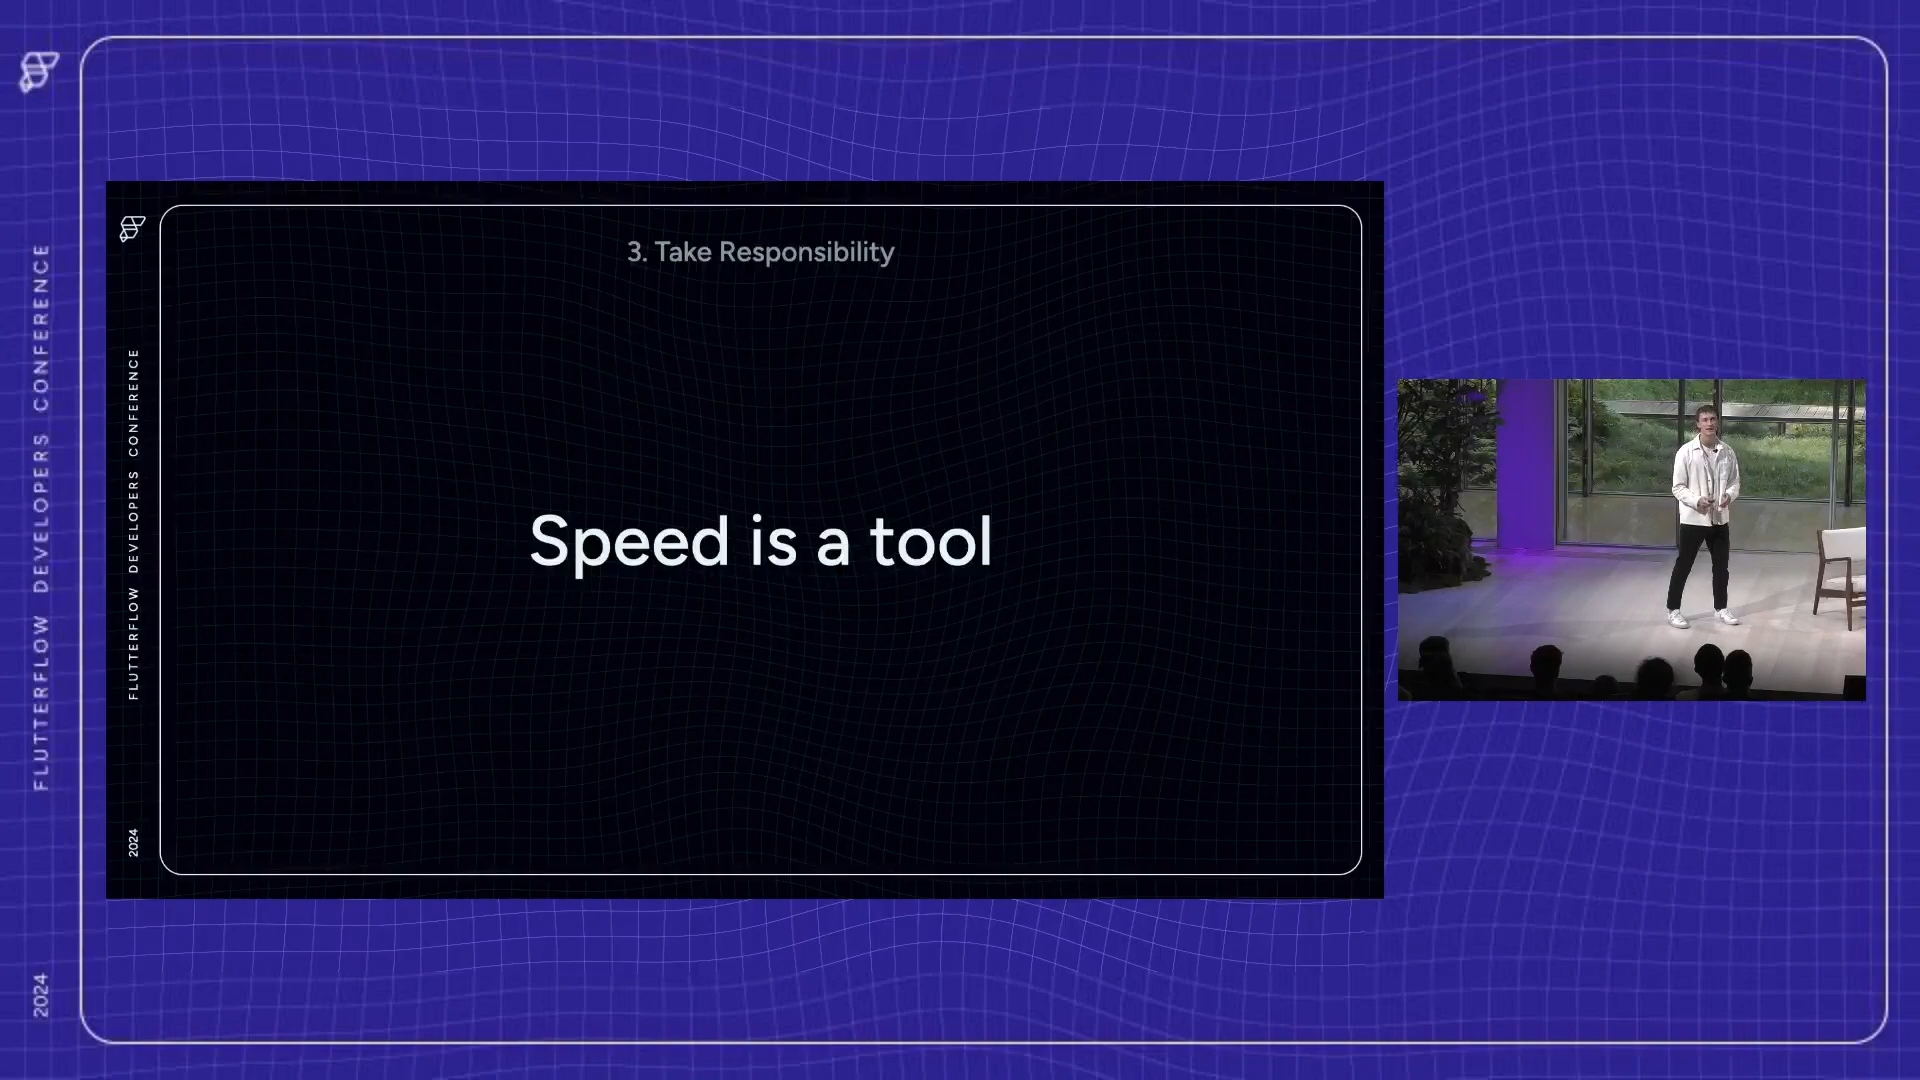 FLUTTERFLOW DEVELOPERS CONFERENCE
2024
FLUTTERFLOW DEVELOPERS CONFERENCE
2024
3. Take Responsibility
Speed is a tool